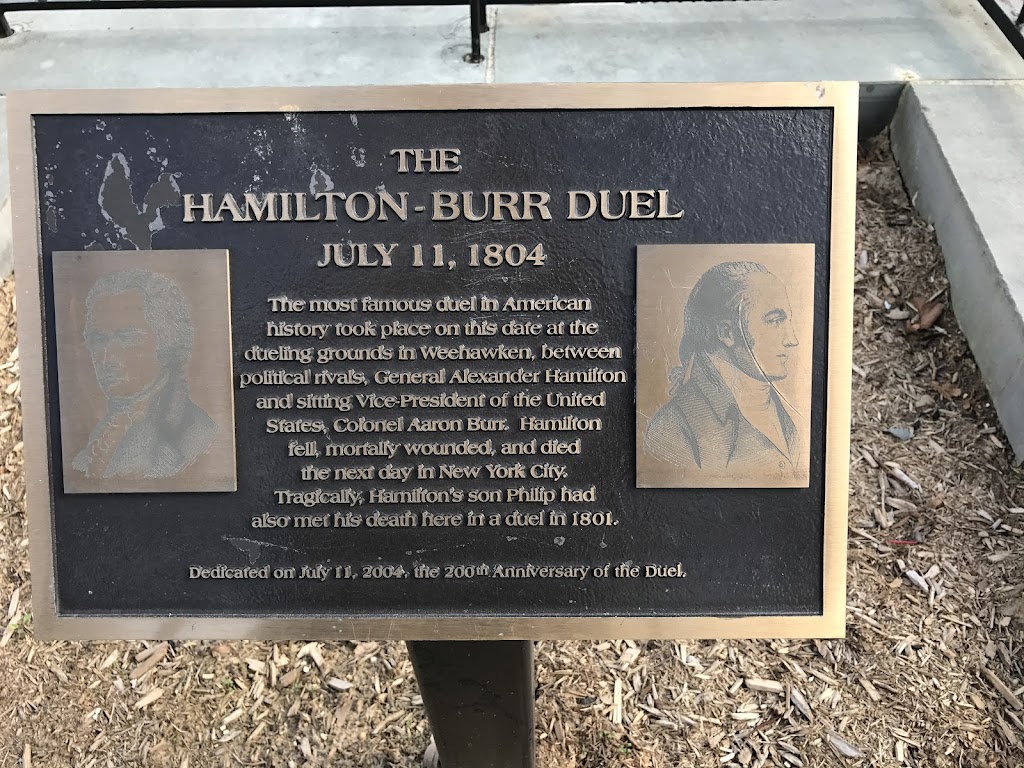 THE
HAMILTON-BURR DUEL
JULY 11, 1804
The most famous duel in American
history took place on this date at the
dueling grounds in Weehawken, between
political rivals, General Alexander Hamilton
and sitting Vice-President of the United
States, Colonel Aaron Burr. Hamilton
fell, mortally wounded, and died
the next day in New York City.
Tragically, Hamilton's son Philip had
also met his death here in a duel in 1801.
Dedicated on July 11, 2004, the 200th Anniversary of the Duel.